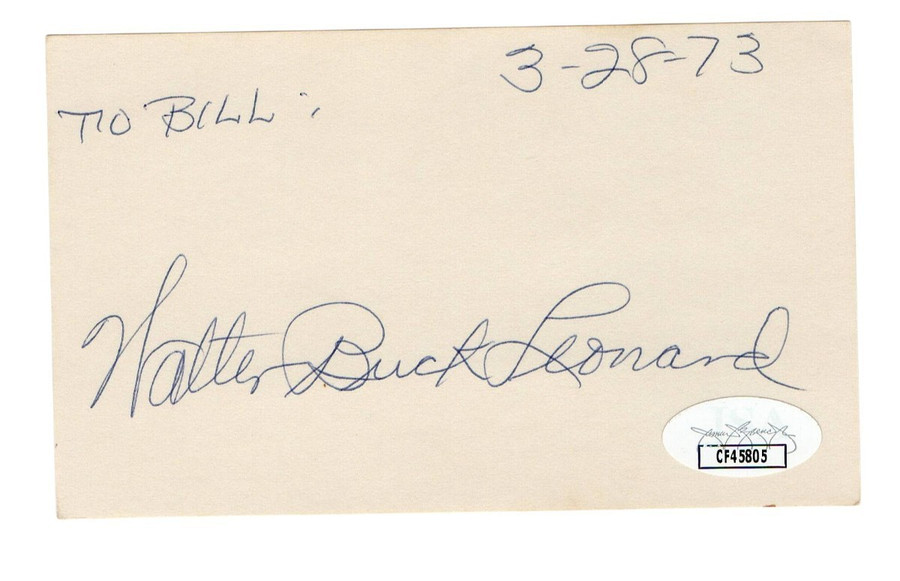 3-28-73
TO BILL:
Walter Buck Leonard
CF45805